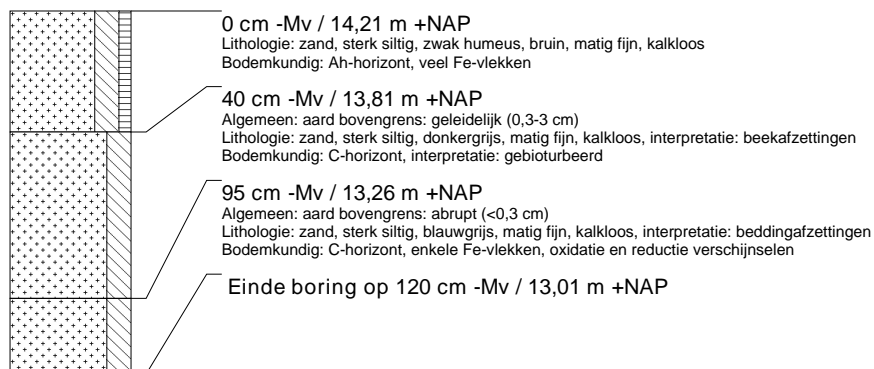 0 cm -Mv / 14,21 m +NAP
Lithologie: zand, sterk siltig, zwak humeus, bruin, matig fijn, kalkloos
Bodemkundig: Ah-horizont, veel Fe-vlekken
40 cm -Mv / 13,81 m +NAP
Algemeen: aard bovengrens: geleidelijk (0,3-3 cm)
Lithologie: zand, sterk siltig, donkergrijs, matig fijn, kalkloos, interpretatie: beekafzettingen
Bodemkundig: C-horizont, interpretatie: gebioturbeerd
95 cm -Mv / 13,26 m +NAP
Algemeen: aard bovengrens: abrupt (<0,3 cm)
Lithologie: zand, sterk siltig, blauwgrijs, matig fijn, kalkloos, interpretatie: beddingafzettingen
Bodemkundig: C-horizont, enkele Fe-vlekken, oxidatie en reductie verschijnselen
Einde boring op 120 cm -Mv / 13,01 m +NAP